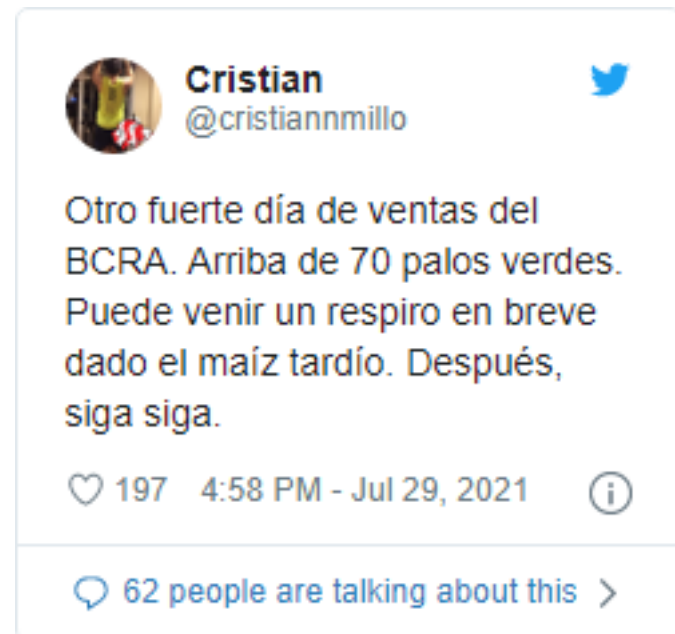 Cristian
@cristiannmillo
Otro fuerte día de ventas del
BCRA. Arriba de 70 palos verdes.
Puede venir un respiro en breve
dado el maíz tardío. Después,
siga siga.
197 4:58 PM - Jul 29, 2021
62 people are talking about this